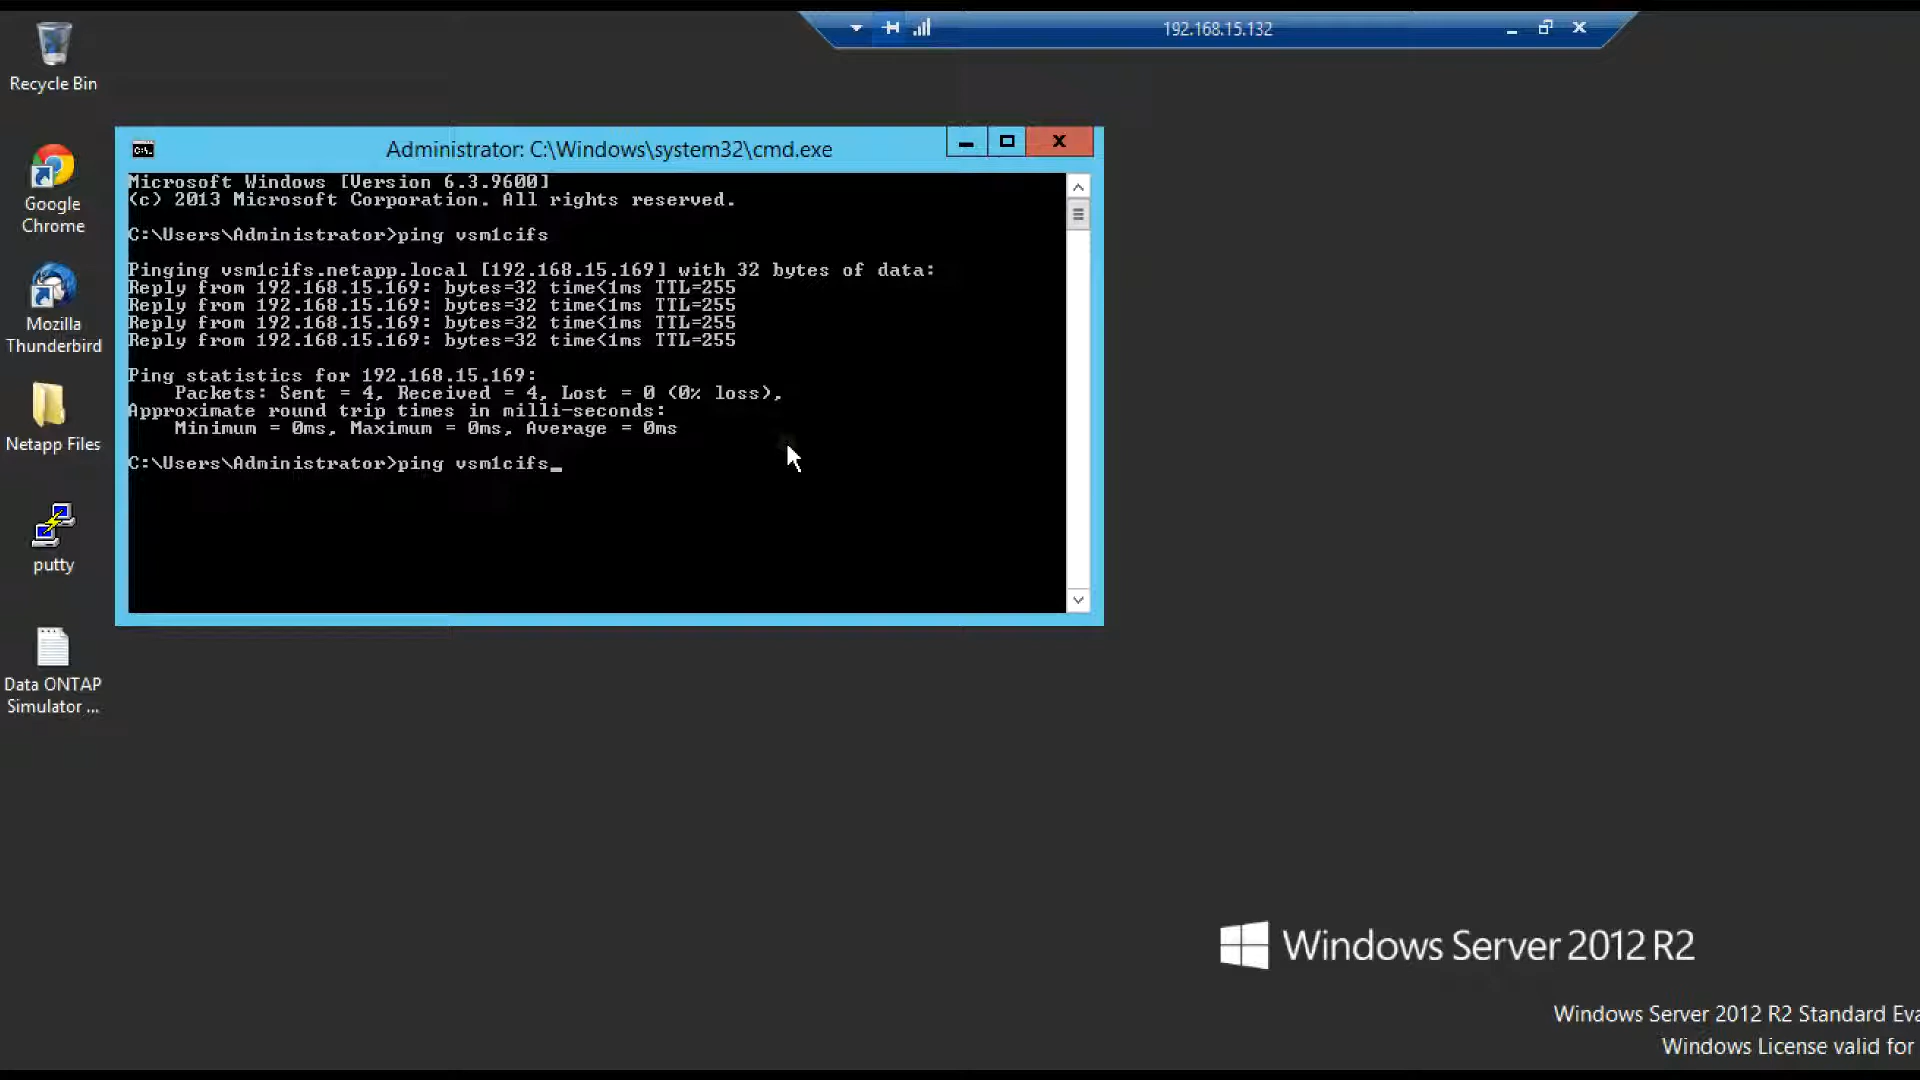 192.168.15.132
Recycle Bin
Google
Chrome
Mozilla
Thunderbird
Netapp Files
putty
Data ONTAP
Simulator ...
Administrator: C:\Windows\system32\cmd.exe
Microsoft Windows [Version 6.3.9600]
(c) 2013 Microsoft Corporation. All rights reserved.
C:\Users\Administrator>ping vsm1cifs
Pinging vsm1cifs.netapp.local [192.168.15.169] with 32 bytes of data:
Reply from 192.168.15.169: bytes=32 time<1ms TTL=255
Reply from 192.168.15.169: bytes=32 time<1ms TTL=255
Reply from 192.168.15.169: bytes=32 time<1ms TTL=255
Reply from 192.168.15.169: bytes=32 time<1ms TTL=255
Ping statistics for 192.168.15.169:
Packets: Sent = 4, Received = 4, Lost = 0 (0% loss),
Approximate round trip times in milli-seconds:
Minimum = 0ms, Maximum = 0ms, Average = 0ms
C:\Users\Administrator>ping vsm1cifs_
Windows Server 2012 R2
Windows Server 2012 R2 Standard Eva
Windows License valid for